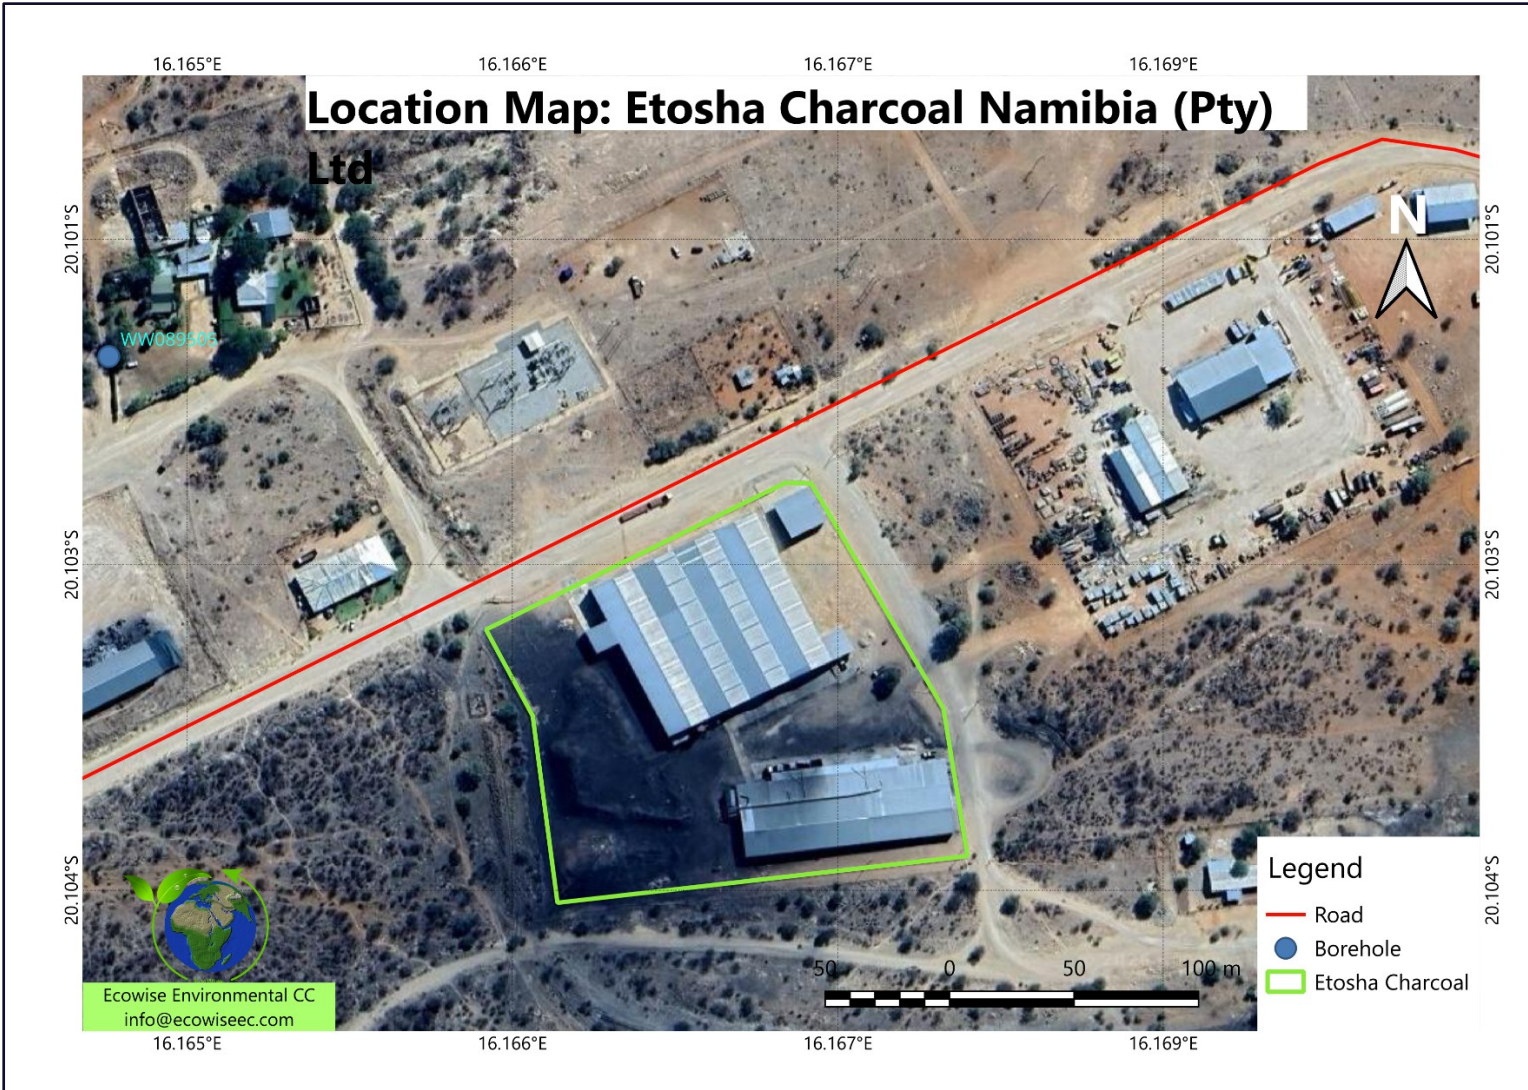 16.165°E 16.166°E 16.167°E 16.169°E
Location Map: Etosha Charcoal Namibia (Pty)
Ltd
20.101°S
20.101°S
N
WW089505
20.103°S
20.103°S
20.104°S
20.104°S
Legend
Road
Borehole
Etosha Charcoal
50 0 50 100 m
Ecowise Environmental CC
info@ecowiseec.com
16.165°E 16.166°E 16.167°E 16.169°E